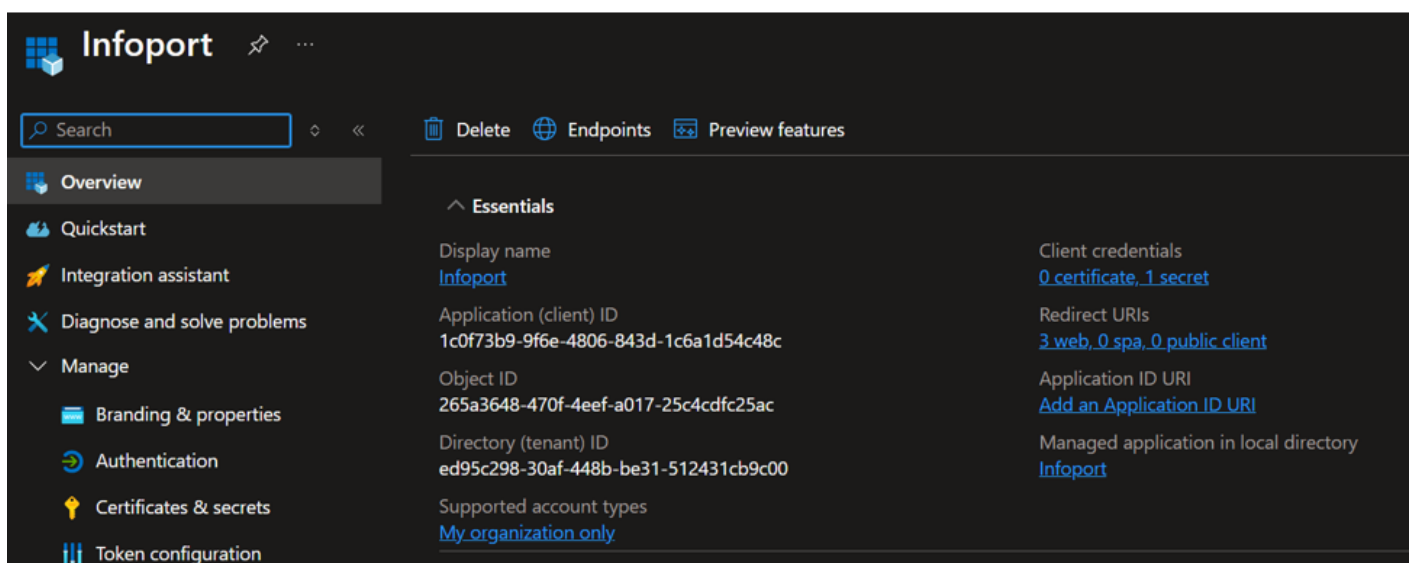 Infoport
Search
Delete Endpoints Preview features
Overview
Quickstart
Integration assistant
Diagnose and solve problems
Manage
Branding & properties
Authentication
Certificates & secrets
Token configuration
Essentials
Display name
Infoport
Application (client) ID
1c0f73b9-9f6e-4806-843d-1c6a1d54c48c
Object ID
265a3648-470f-4eef-a017-25c4cdfc25ac
Directory (tenant) ID
ed95c298-30af-448b-be31-512431cb9c00
Supported account types
My organization only
Client credentials
0 certificate, 1 secret
Redirect URIs
3 web, 0 spa, 0 public client
Application ID URI
Add an Application ID URI
Managed application in local directory
Infoport